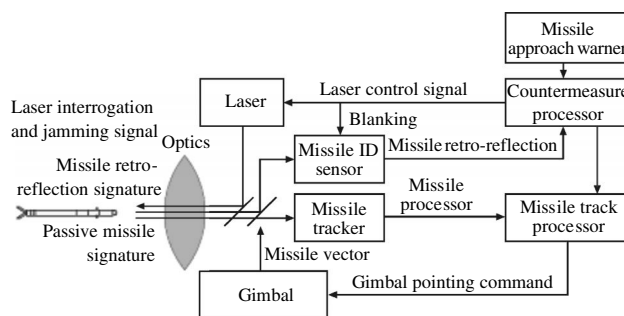 Missile
approach warner
Laser control signal
Laser
Countermeasure
processor
Laser interrogation
and jamming signal
Blanking
Optics
Missile ID
sensor
Missile retro-reflection
Missile retro-
reflection signature
Missile
processor
Missile
tracker
Missile track
processor
Passive missile
signature
Missile vector
Gimbal
Gimbal pointing command